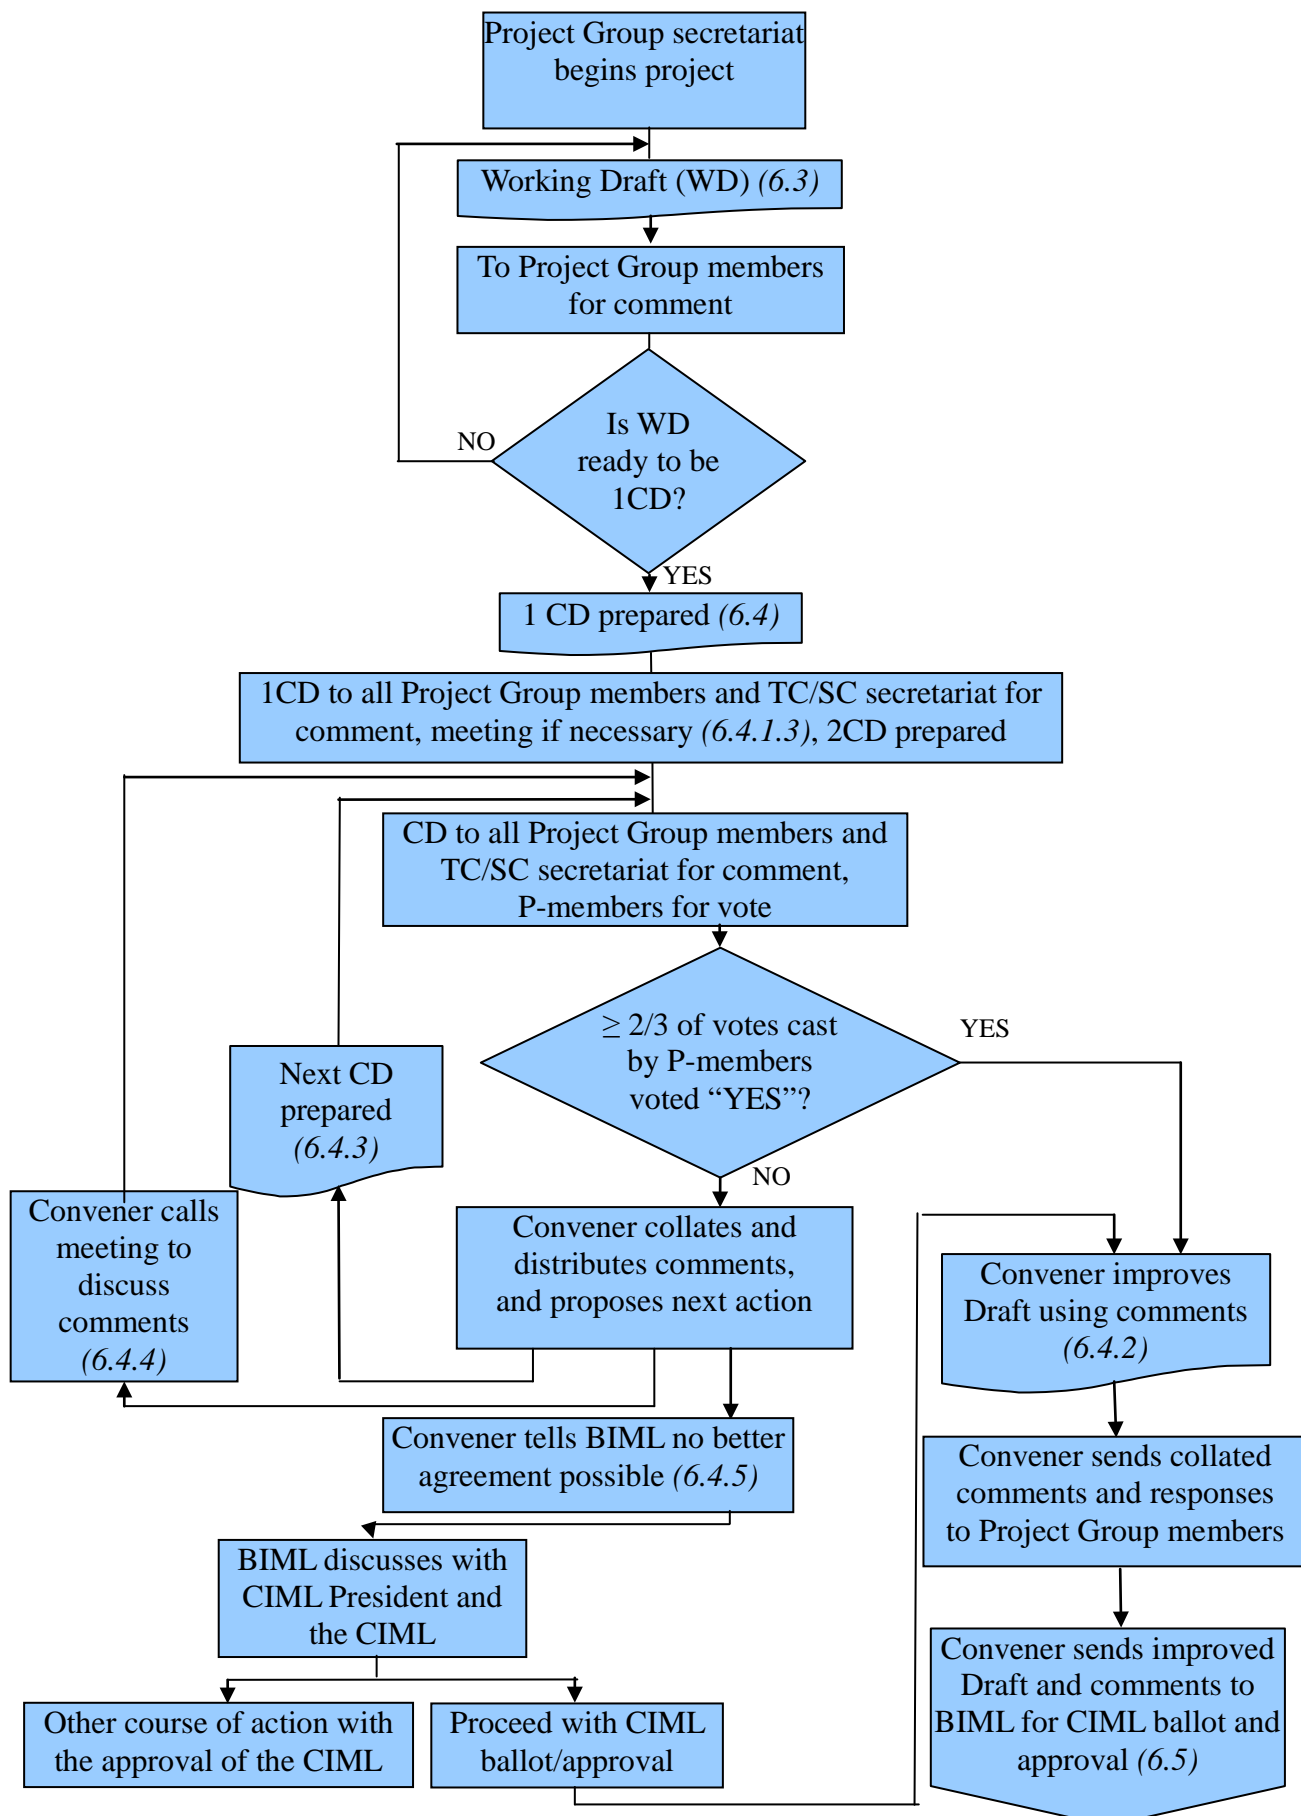 Project Group secretariat
begins project
Working Draft (WD) (6.3)
To Project Group members
for comment
Is WD
ready to be
1CD?
NO
YES
1 CD prepared (6.4)
1CD to all Project Group members and TC/SC secretariat for
comment, meeting if necessary (6.4.1.3), 2CD prepared
CD to all Project Group members and
TC/SC secretariat for comment,
P-members for vote
≥ 2/3 of votes cast
by P-members
voted “YES”?
YES
NO
Next CD
prepared
(6.4.3)
Convener calls
meeting to
discuss
comments
(6.4.4)
Convener collates and
distributes comments,
and proposes next action
Convener improves
Draft using comments
(6.4.2)
Convener tells BIML no better
agreement possible (6.4.5)
Convener sends collated
comments and responses
to Project Group members
BIML discusses with
CIML President and
the CIML
Other course of action with
the approval of the CIML
Proceed with CIML
ballot/approval
Convener sends improved
Draft and comments to
BIML for CIML ballot and
approval (6.5)